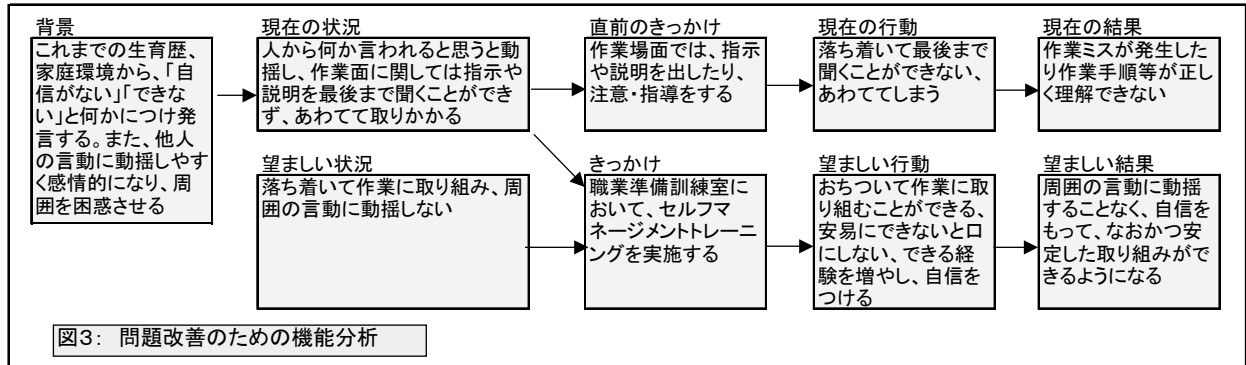 背景
これまでの生育歴、
家庭環境から、「自
信がない」「できな
い」と何かにつけ発
言する。また、他人
の言動に動揺しやす
く感情的になり、周
囲を困惑させる
現在の状況
人から何か言われると思うと動
揺し、作業面に関しては指示や
説明を最後まで聞くことができ
ず、あわてて取りかかる
直前のきっかけ
作業場面では、指示
や説明を出したり、
注意・指導をする
現在の行動
落ち着いて最後まで
聞くことができない、
あわててしまう
現在の結果
作業ミスが発生した
り作業手順等が正し
く理解できない
望ましい状況
落ち着いて作業に取り組み、周
囲の言動に動揺しない
きっかけ
職業準備訓練室に
おいて、セルフマ
ネージメントトレーニ
ングを実施する
望ましい行動
おちついて作業に取
り組むことができる、
安易にできないと口
にしない、できる経
験を増やし、自信を
つける
望ましい結果
周囲の言動に動揺
することなく、自信を
もって、なおかつ安
定した取り組みがで
きるようになる
図3： 問題改善のための機能分析